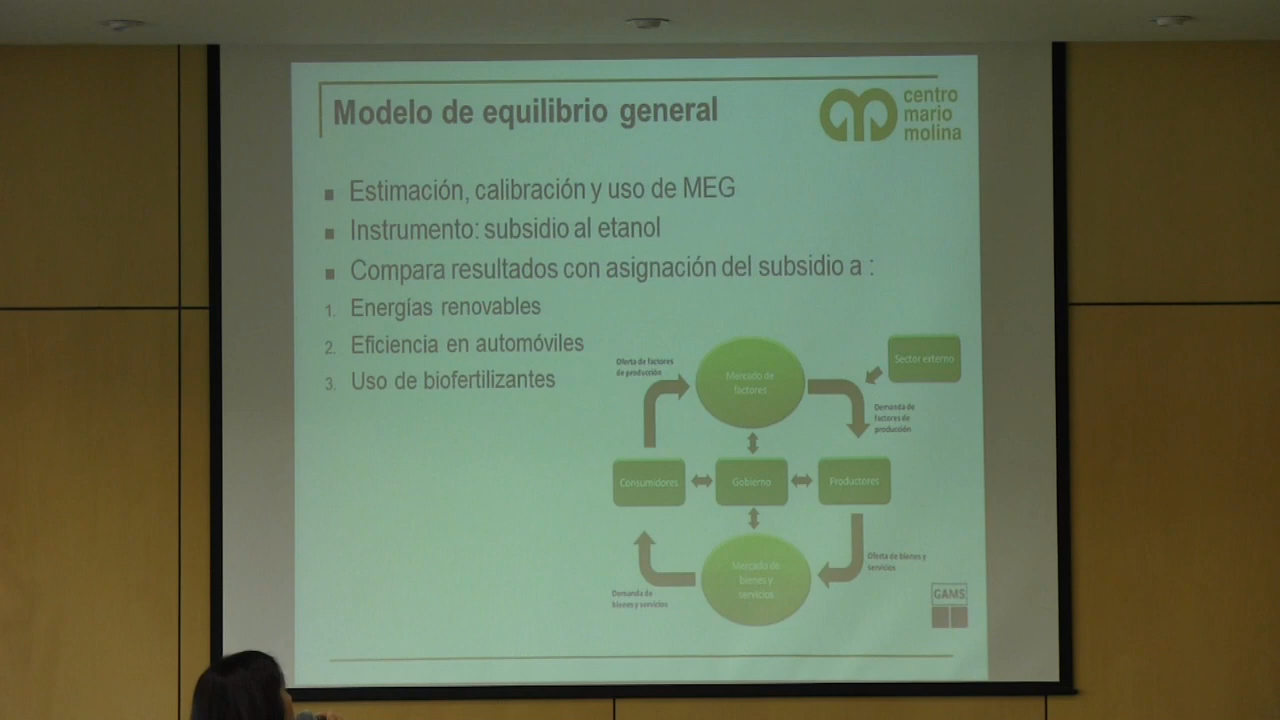 Modelo de equilibrio general
centro
mario
molina
Estimación, calibración y uso de MEG
Instrumento: subsidio al etanol
Compara resultados con asignación del subsidio a :
1. Energías renovables
2. Eficiencia en automóviles
3. Uso de biofertilizantes
Oferta de factores
de producción
Mercado de
factores
Sector externo
Demanda de
factores de
producción
Consumidores
Gobierno
Productores
Mercado de
bienes y
servicios
Oferta de bienes y
servicios
Demanda de
bienes y servicios
GAMS